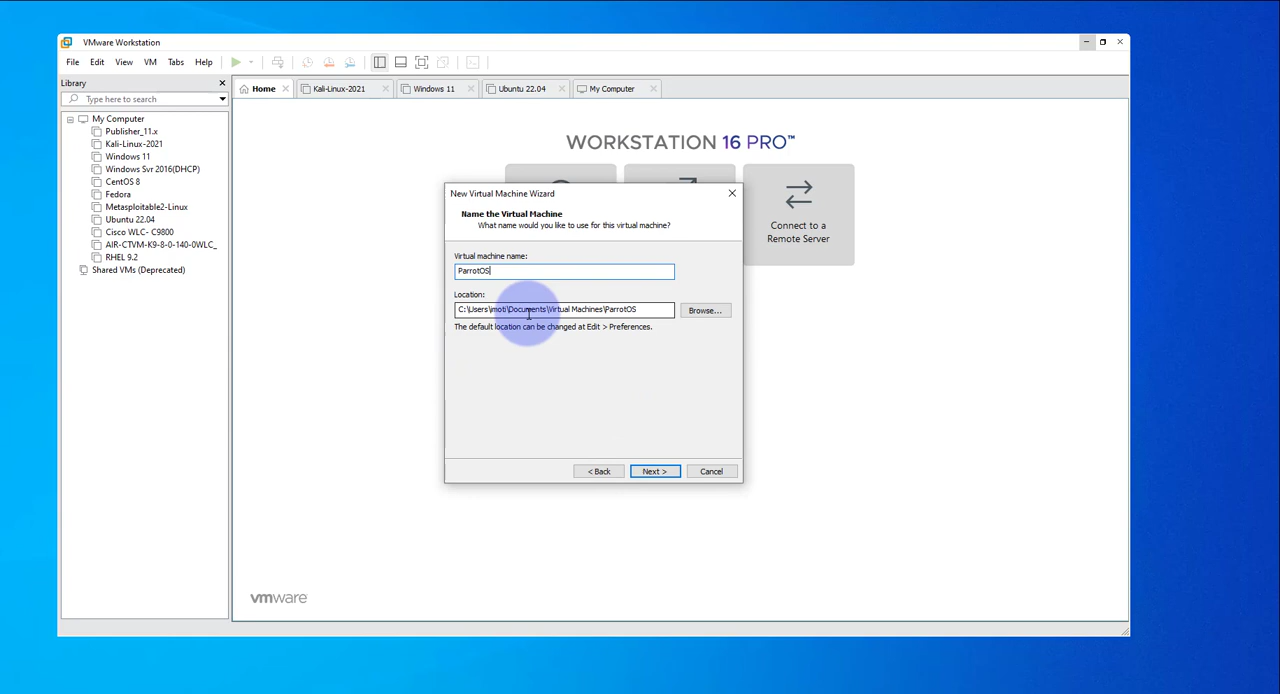 VMware Workstation
File Edit View VM Tabs Help
Library
Type here to search
Home
Kali-Linux-2021
Windows 11
Ubuntu 22.04
My Computer
My Computer
Publisher_11.x
Kali-Linux-2021
Windows 11
Windows Svr 2016(DHCP)
CentOS 8
Fedora
Metasploitable2-Linux
Ubuntu 22.04
Cisco WLC- C9800
AIR-CTVM-K9-8-0-140-0WLC_
RHEL 9.2
Shared VMs (Deprecated)
WORKSTATION 16 PRO™
Connect to a
Remote Server
New Virtual Machine Wizard
Name the Virtual Machine
What name would you like to use for this virtual machine?
Virtual machine name:
ParrotOS
Location:
C:\Users\moti\Documents\Virtual Machines\ParrotOS
Browse...
The default location can be changed at Edit > Preferences.
< Back
Next >
Cancel
vmware